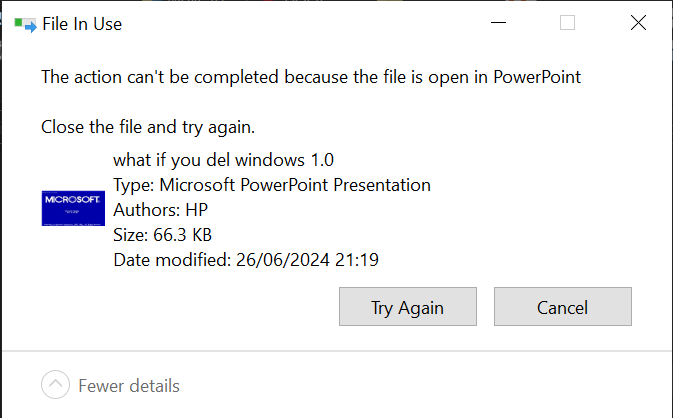 File In Use
The action can't be completed because the file is open in PowerPoint
Close the file and try again.
what if you del windows 1.0
Type: Microsoft PowerPoint Presentation
MICROSOFT
Authors: HP
Size: 66.3 KB
Date modified: 26/06/2024 21:19
Try Again
Cancel
Fewer details